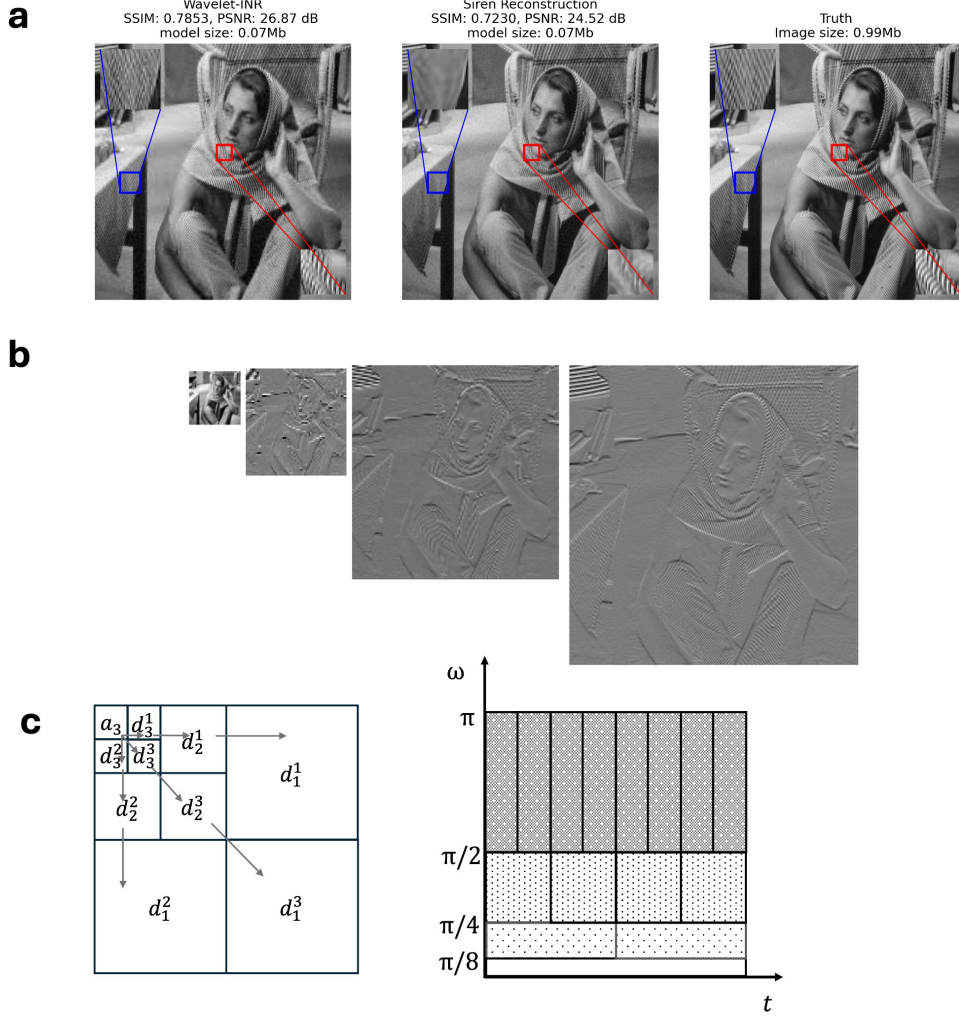 a
Wavelet-INR
SSIM: 0.7853, PSNR: 26.87 dB
model size: 0.07Mb
Siren Reconstruction
SSIM: 0.7230, PSNR: 24.52 dB
model size: 0.07Mb
Truth
Image size: 0.99Mb
b
c
a₃ d₃¹ d₂¹ d₁¹
d₃² d₃³
d₂² d₂³
d₁² d₁³
ω
π
π/2
π/4
π/8
t